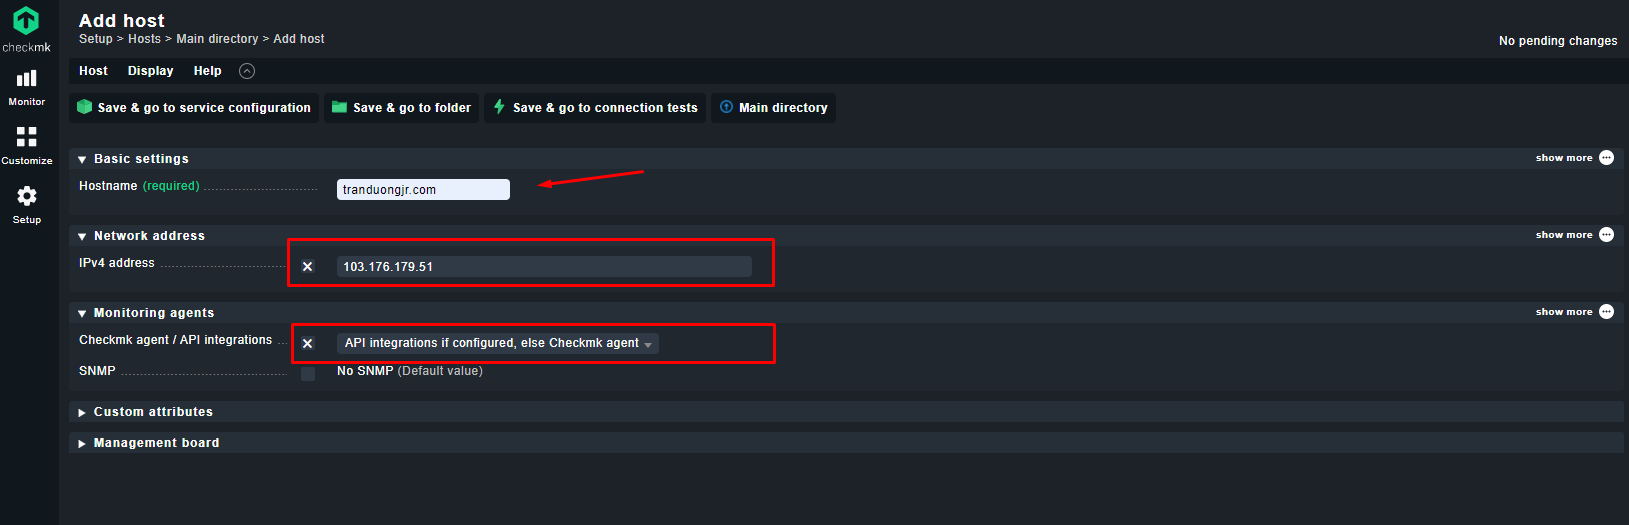 Add host
Setup > Hosts > Main directory > Add host
No pending changes
checkmk
Monitor
Customize
Setup
Host Display Help
Save & go to service configuration Save & go to folder Save & go to connection tests Main directory
Basic settings show more
Hostname (required) tranduongjr.com
Network address show more
IPv4 address 103.176.179.51
Monitoring agents show more
Checkmk agent / API integrations API integrations if configured, else Checkmk agent
SNMP No SNMP (Default value)
Custom attributes
Management board